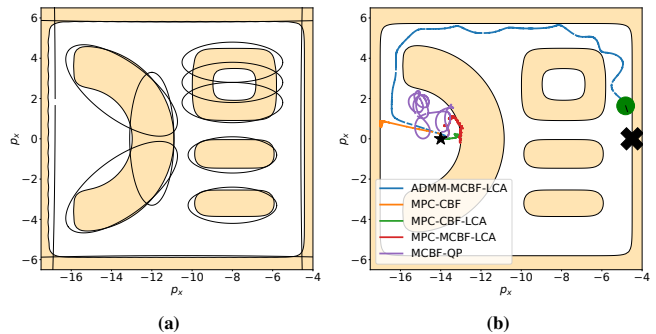 6
4
2
0
−2
−4
−6
p_x
−16
−14
−12
−10
−8
−6
−4
p_x
(a)
6
4
2
0
−2
−4
−6
p_x
−16
−14
−12
−10
−8
−6
−4
p_x
ADMM-MCBF-LCA
MPC-CBF
MPC-CBF-LCA
MPC-MCBF-LCA
MCBF-QP
(b)